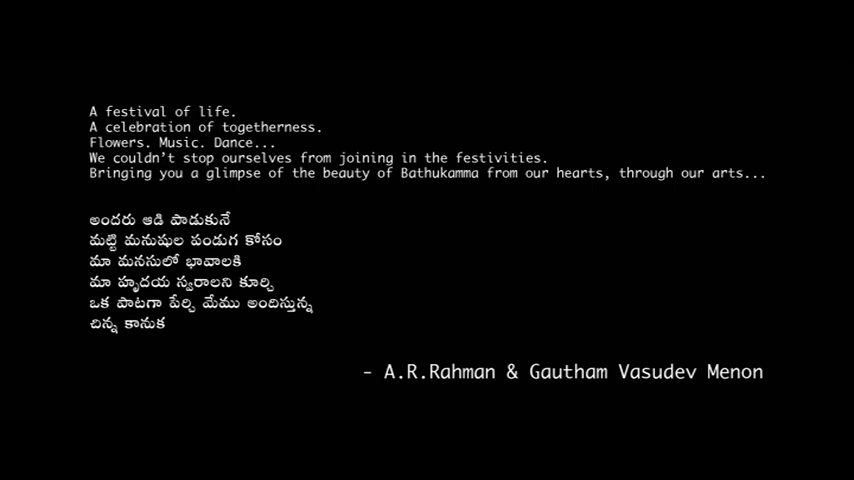 A festival of life.
A celebration of togetherness.
Flowers. Music. Dance...
We couldn't stop ourselves from joining in the festivities.
Bringing you a glimpse of the beauty of Bathukamma from our hearts, through our arts...
అందరు ఆడి పాడుకునే
మట్టి మనుషుల పండుగ కోసం
మా మనసులో భావాలకి
మా హృదయ స్వరాలని కూర్చి
ఒక పాటగా పేర్చి మేము అందిస్తున్న
చిన్న కానుక
- A.R.Rahman & Gautham Vasudev Menon